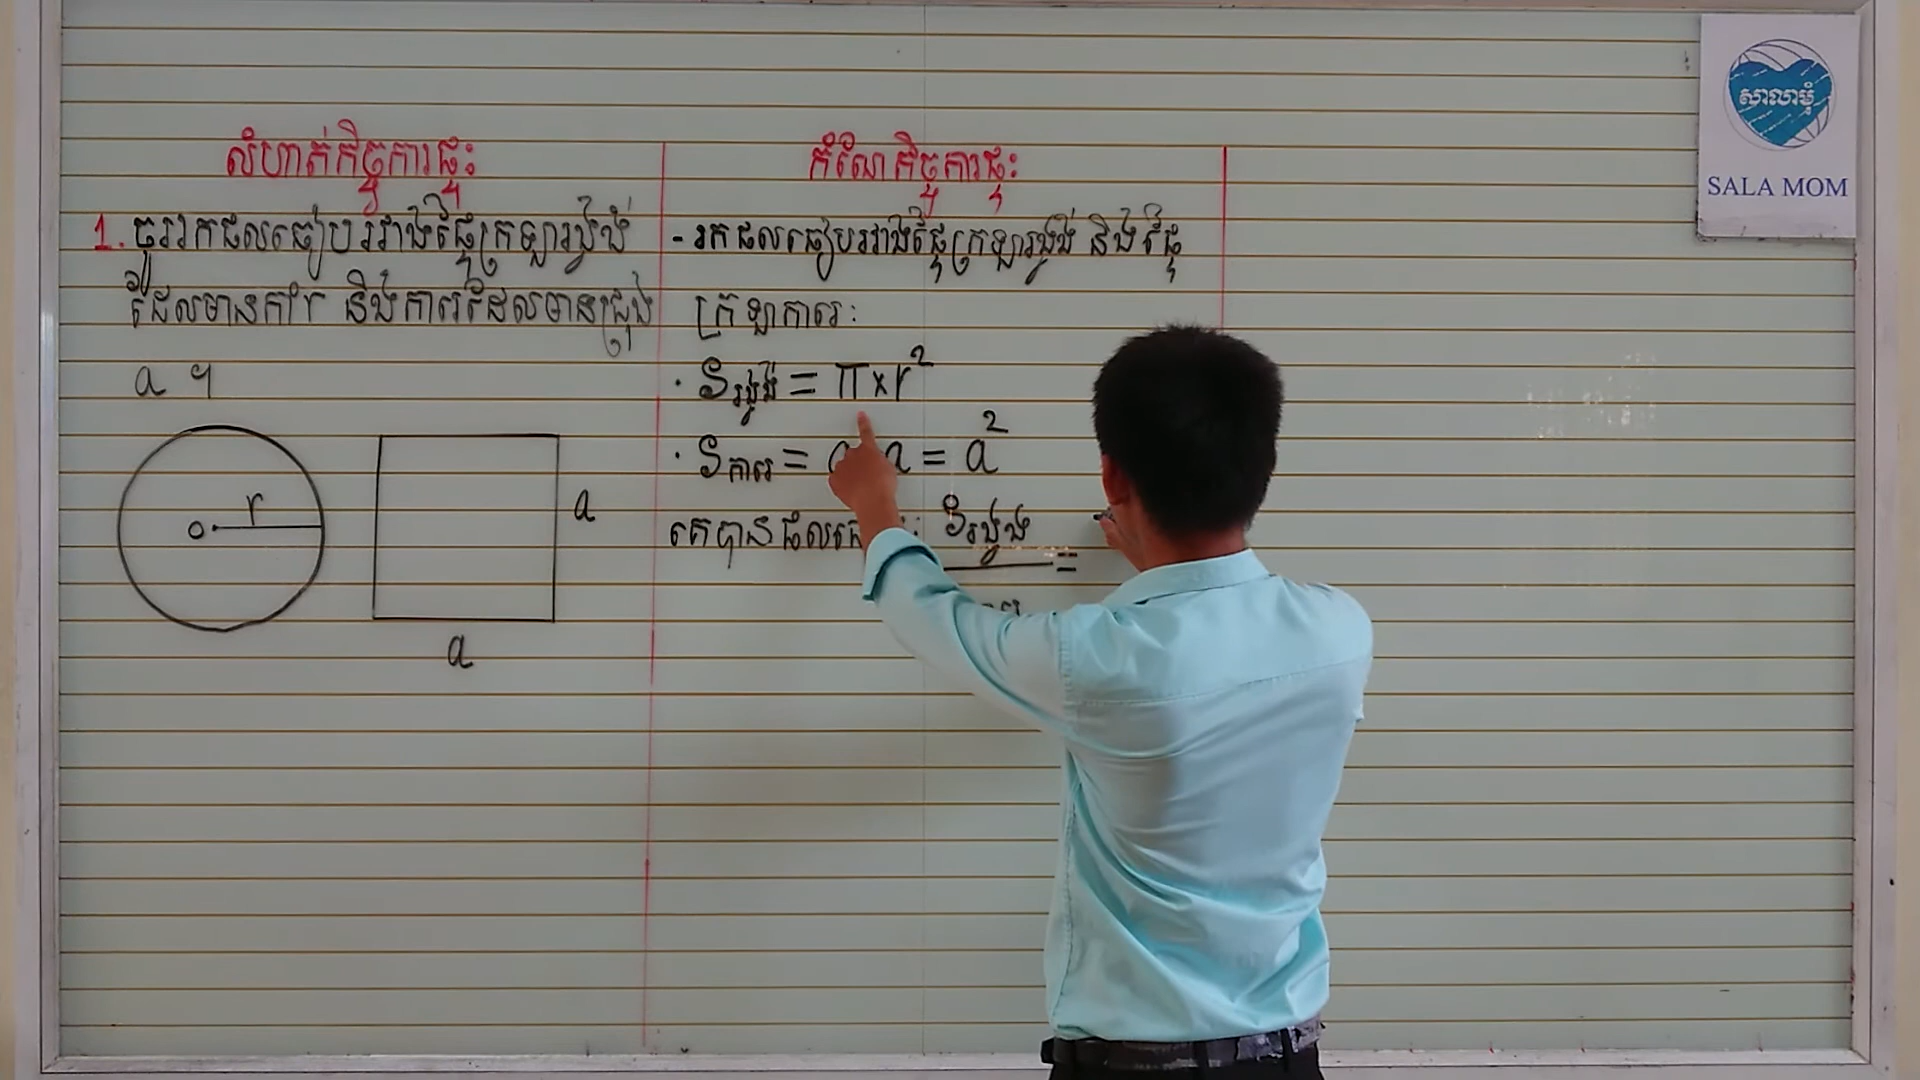 លំហាត់កិច្ចការផ្ទះ
1. ចូររកផលធៀបរវាងផ្ទៃក្រឡារង្វង់
ដែលមានកាំ r និងការេដែលមានជ្រុង
a ។
r
o
a
a
កំណែកិច្ចការផ្ទះ
- រកផលធៀបរវាងផ្ទៃក្រឡារង្វង់ និងផ្ទៃ
ក្រឡាការេ:
· Sរង្វង់ = π × r²
· Sការេ = a = a²
គេបាន Sរង្វង់ =
សាលាមុំ
SALA MOM